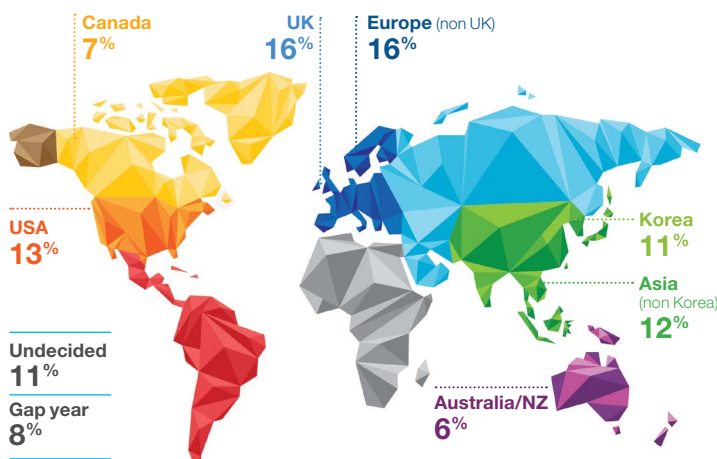 Canada
7%
UK
16%
Europe (non UK)
16%
USA
13%
Korea
11%
Asia
(non Korea)
12%
Undecided
11%
Gap year
8%
Australia/NZ
6%